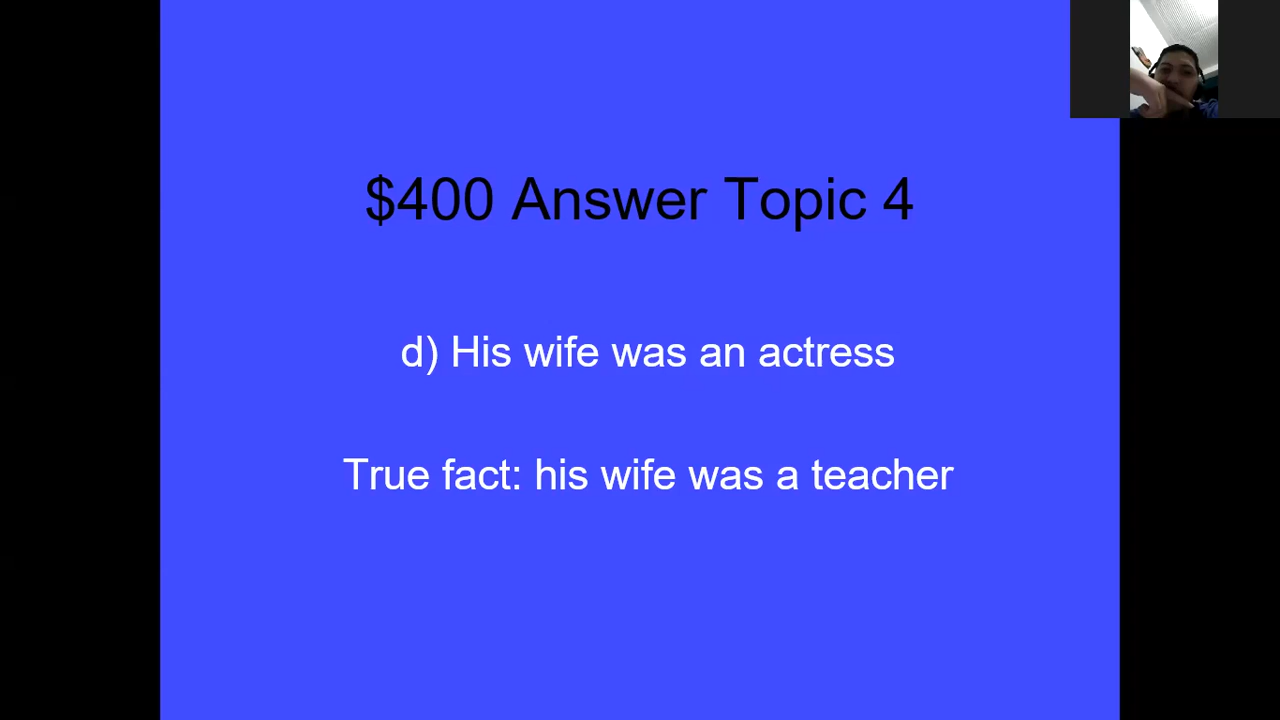 $400 Answer Topic 4
d) His wife was an actress
True fact: his wife was a teacher